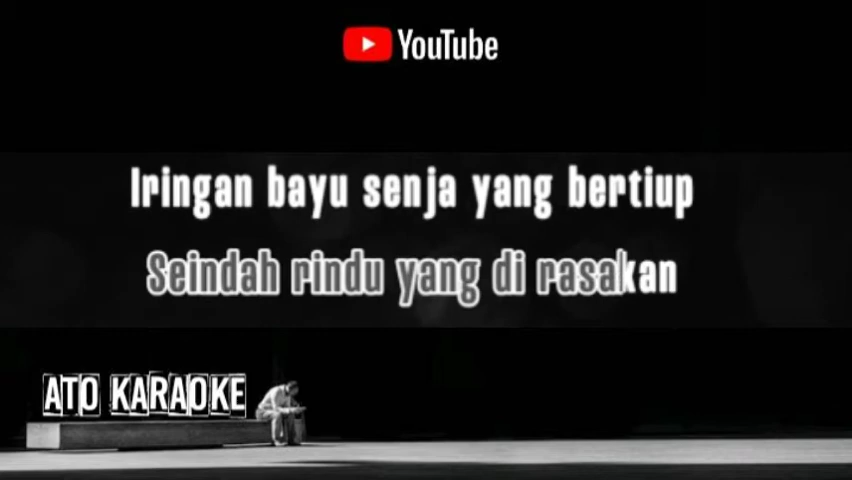 YouTube
Iringan bayu senja yang bertiup
Seindah rindu yang di rasakan
ATO KARAOKE